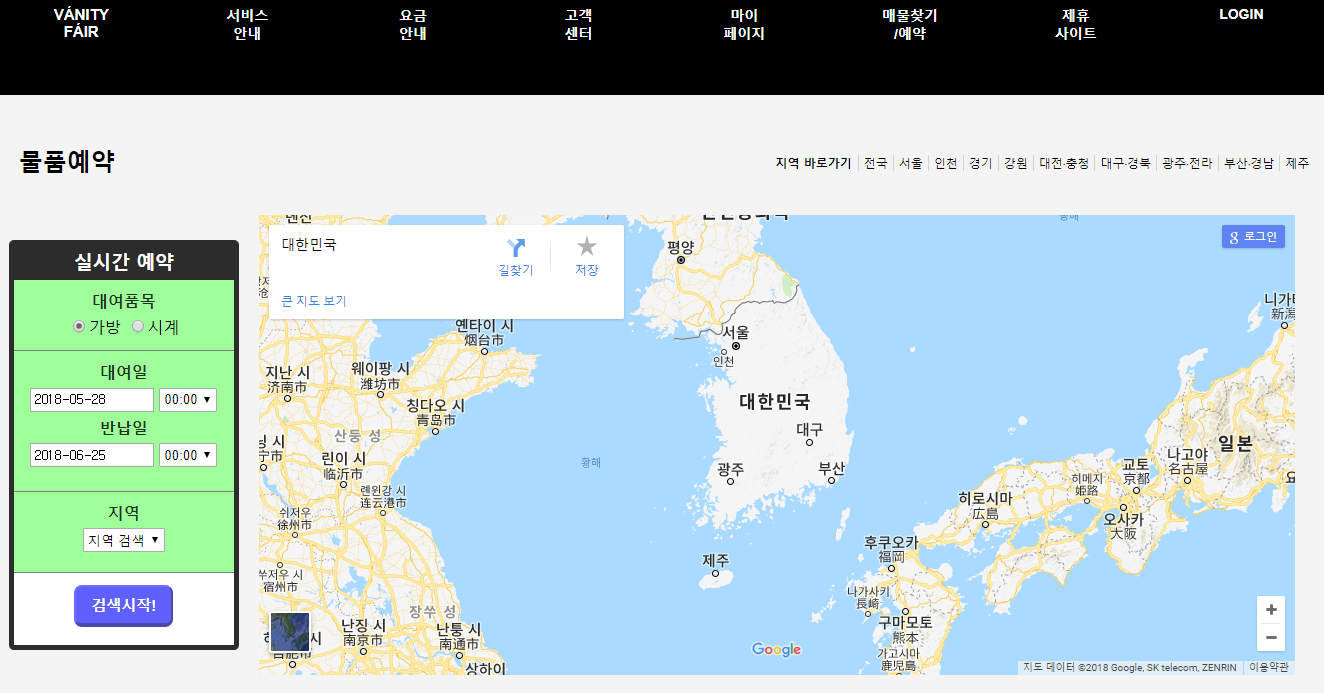 VÁNITY
FÁIR
서비스
안내
요금
안내
고객
센터
마이
페이지
매물찾기
/예약
제휴
사이트
LOGIN
물품예약
지역 바로가기 전국 서울 인천 경기 강원 대전·충청 대구·경북 광주·전라 부산·경남 제주
실시간 예약
대여품목
가방 시계
대여일
2018-05-28 00:00
반납일
2018-06-25 00:00
지역
지역 검색
검색시작!
대한민국
길찾기
저장
큰 지도 보기
로그인
황해
평양
서울
인천
대한민국
대구
광주
부산
제주
황해
옌타이 시
烟台市
웨이팡 시
潍坊市
지난 시
济南市
칭다오 시
青岛市
산둥 성
린이 시
临沂市
롄윈강 시
连云港市
쉬저우
徐州市
쑤저우 시
宿州市
장쑤 성
난징 시
南京市
난퉁 시
南通市
상하이
니가타
新潟
일본
나고야
名古屋
교토
京都
히메지
姫路
오사카
大阪
히로시마
広島
후쿠오카
福岡
나가사키
長崎
구마모토
熊本
가고시마
鹿児島
Google
+
−
지도 데이터 ©2018 Google, SK telecom, ZENRIN 이용약관